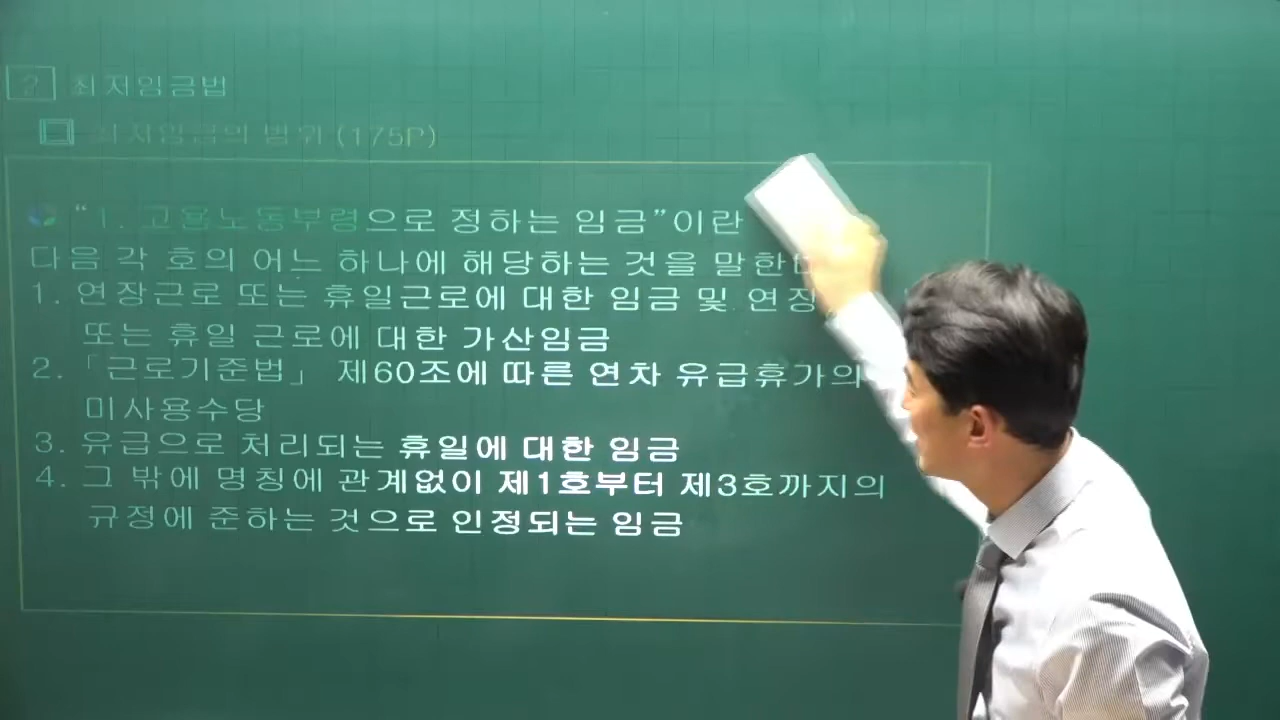 2 최저임금법
최저임금의 범위 (175P)
“1. 고용노동부령으로 정하는 임금”이란
다음 각 호의 어느 하나에 해당하는 것을 말한다
1. 연장근로 또는 휴일근로에 대한 임금 및 연장
또는 휴일 근로에 대한 가산임금
2. 「근로기준법」 제60조에 따른 연차 유급휴가의
미사용수당
3. 유급으로 처리되는 휴일에 대한 임금
4. 그 밖에 명칭에 관계없이 제1호부터 제3호까지의
규정에 준하는 것으로 인정되는 임금